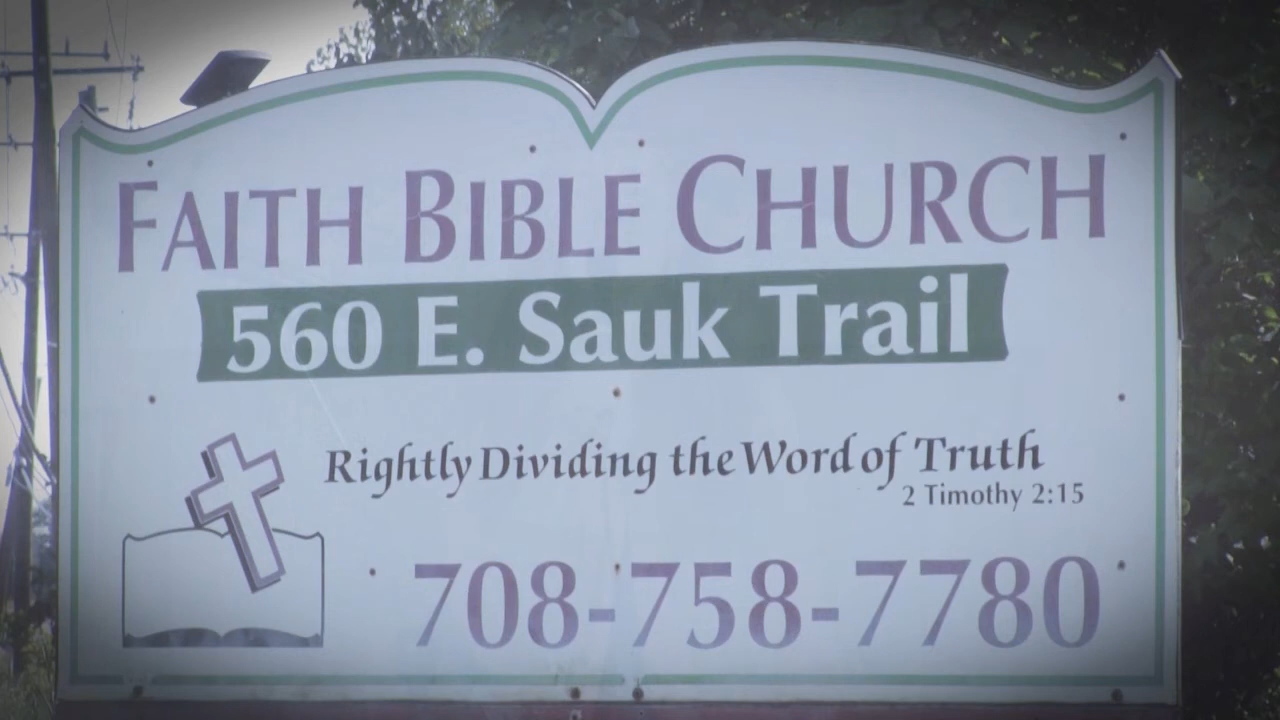 FAITH BIBLE CHURCH
560 E. Sauk Trail
Rightly Dividing the Word of Truth
2 Timothy 2:15
708-758-7780